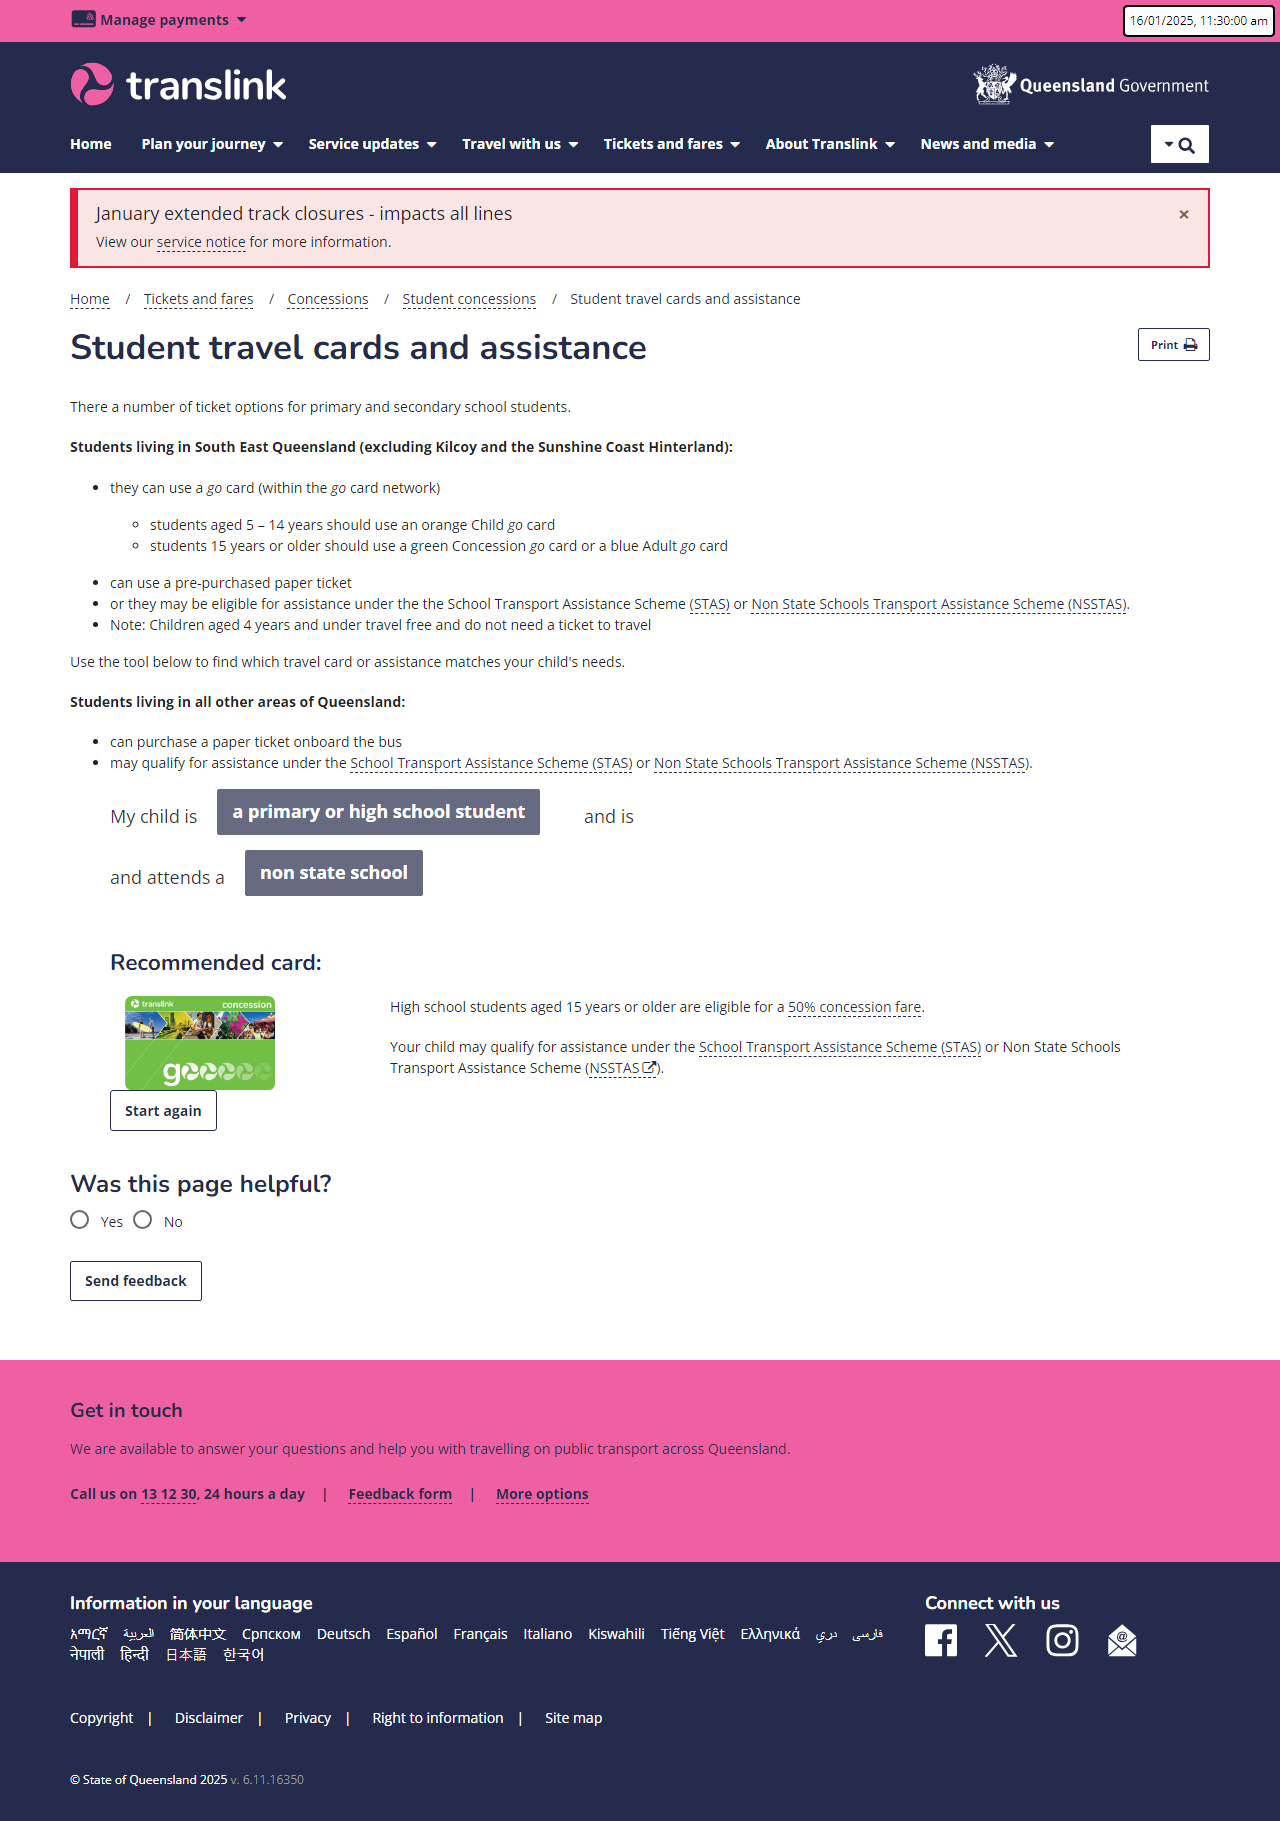 Manage payments
16/01/2025, 11:30:00 am
translink
Queensland Government
Home Plan your journey Service updates Travel with us Tickets and fares About Translink News and media
January extended track closures - impacts all lines ×
View our service notice for more information.
Home / Tickets and fares / Concessions / Student concessions / Student travel cards and assistance
Student travel cards and assistance
Print
There a number of ticket options for primary and secondary school students.
Students living in South East Queensland (excluding Kilcoy and the Sunshine Coast Hinterland):
they can use a go card (within the go card network)
students aged 5 – 14 years should use an orange Child go card
students 15 years or older should use a green Concession go card or a blue Adult go card
can use a pre-purchased paper ticket
or they may be eligible for assistance under the the School Transport Assistance Scheme (STAS) or Non State Schools Transport Assistance Scheme (NSSTAS).
Note: Children aged 4 years and under travel free and do not need a ticket to travel
Use the tool below to find which travel card or assistance matches your child's needs.
Students living in all other areas of Queensland:
can purchase a paper ticket onboard the bus
may qualify for assistance under the School Transport Assistance Scheme (STAS) or Non State Schools Transport Assistance Scheme (NSSTAS).
My child is a primary or high school student and is
and attends a non state school
Recommended card:
translink concession
go
High school students aged 15 years or older are eligible for a 50% concession fare.
Your child may qualify for assistance under the School Transport Assistance Scheme (STAS) or Non State Schools
Transport Assistance Scheme (NSSTAS).
Start again
Was this page helpful?
Yes No
Send feedback
Get in touch
We are available to answer your questions and help you with travelling on public transport across Queensland.
Call us on 13 12 30, 24 hours a day | Feedback form | More options
Information in your language
አማርኛ العربية 简体中文 Српском Deutsch Español Français Italiano Kiswahili Tiếng Việt Ελληνικά دري فارسی
नेपाली हिन्दी 日本語 한국어
Connect with us
Copyright | Disclaimer | Privacy | Right to information | Site map
© State of Queensland 2025 v. 6.11.16350